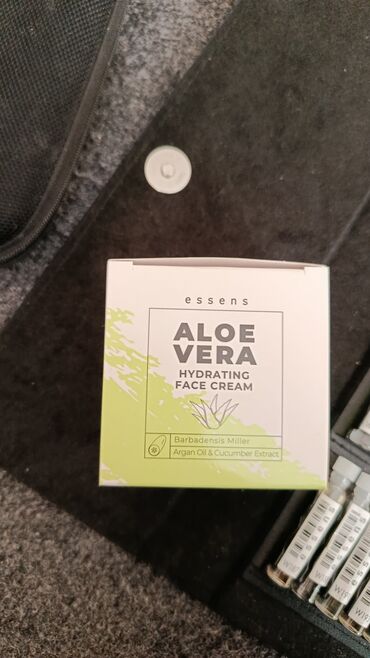 essens
ALOE
VERA
HYDRATING
FACE CREAM
Barbadensis Miller
Argan Oil & Cucumber Extract